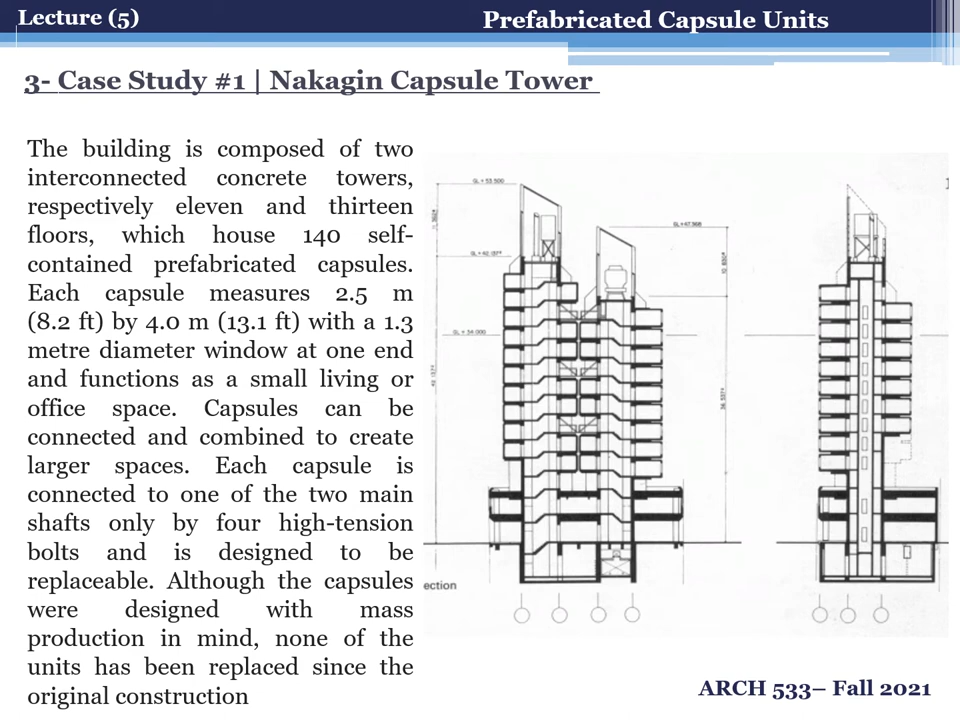 Lecture (5)
Prefabricated Capsule Units
3- Case Study #1 | Nakagin Capsule Tower
The building is composed of two
interconnected concrete towers,
respectively eleven and thirteen
floors, which house 140 self-
contained prefabricated capsules.
Each capsule measures 2.5 m
(8.2 ft) by 4.0 m (13.1 ft) with a 1.3
metre diameter window at one end
and functions as a small living or
office space. Capsules can be
connected and combined to create
larger spaces. Each capsule is
connected to one of the two main
shafts only by four high-tension
bolts and is designed to be
replaceable. Although the capsules
were designed with mass
production in mind, none of the
units has been replaced since the
original construction
GL + 53.500
ection
ARCH 533– Fall 2021